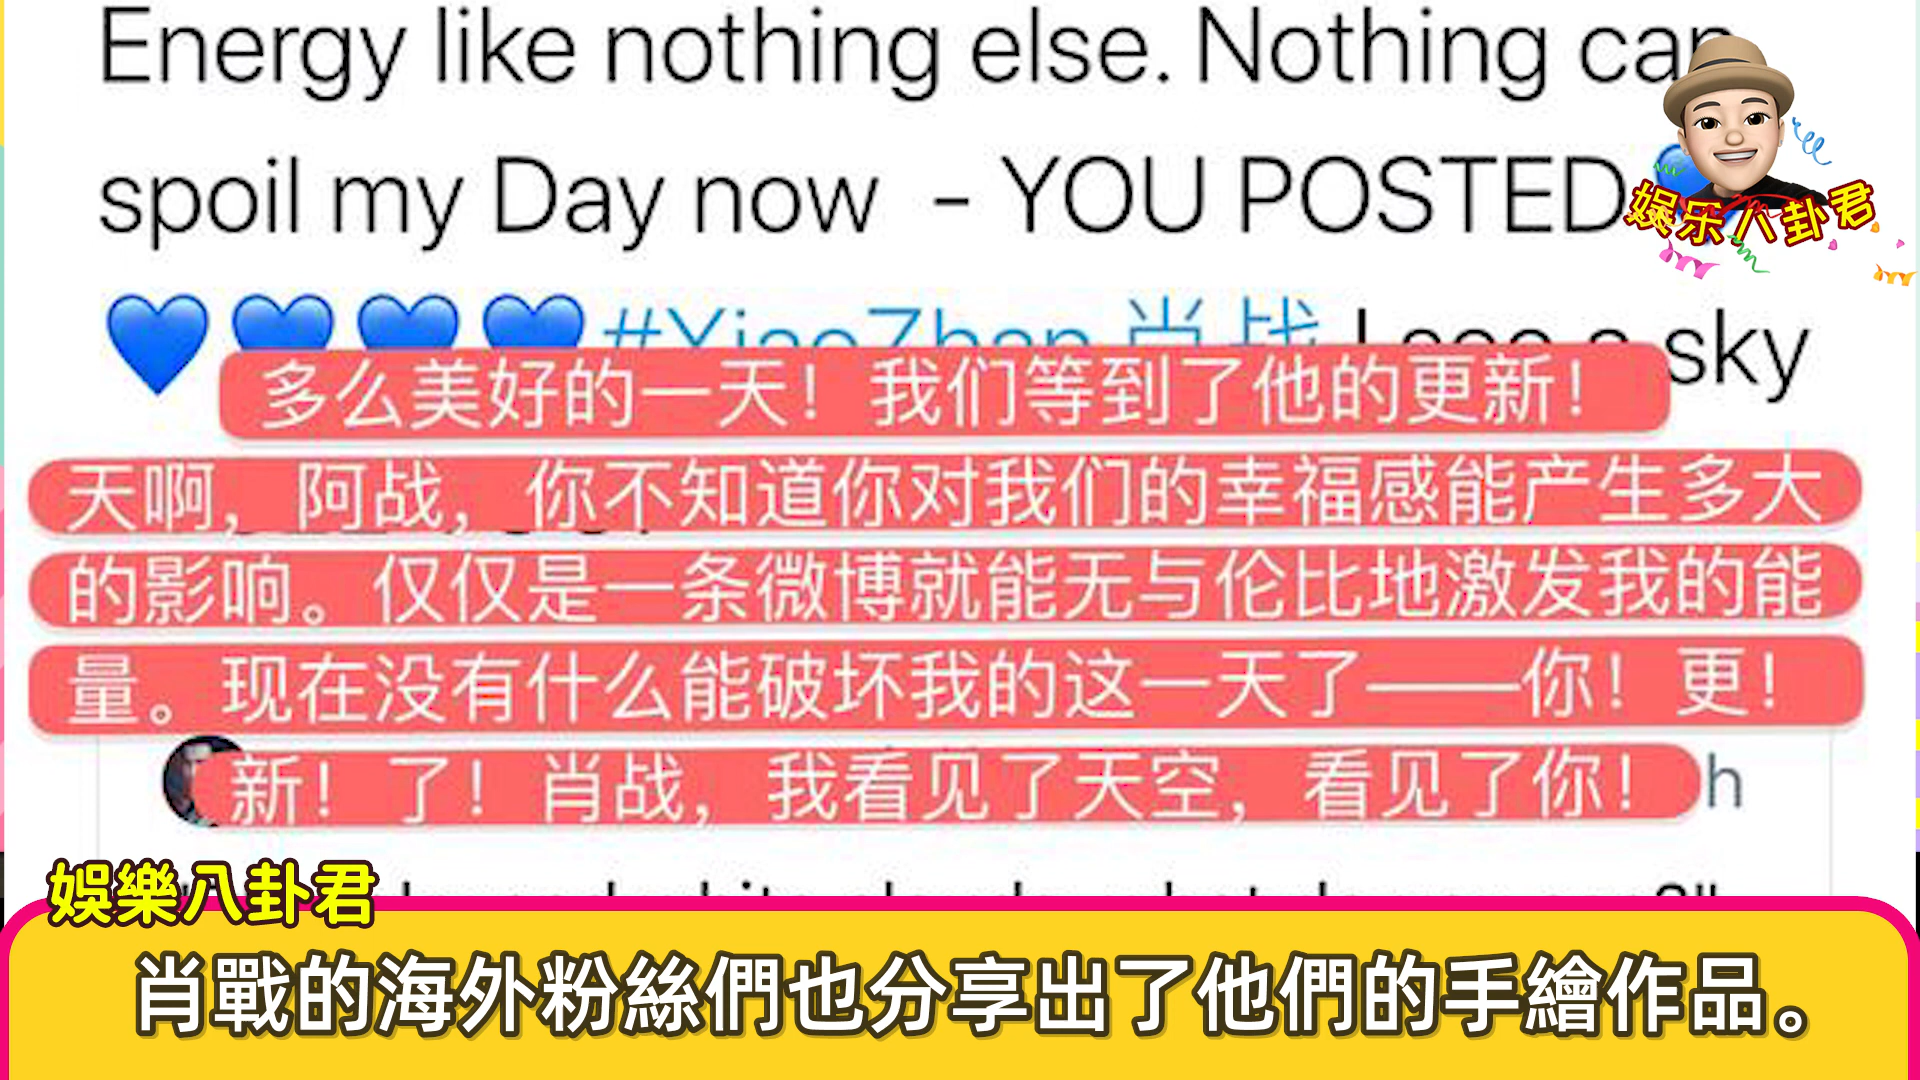 Energy like nothing else. Nothing can
spoil my Day now - YOU POSTED
娱乐八卦君
💙💙💙💙#XiaoZhan 肖战 I see a sky
多么美好的一天！我们等到了他的更新！
天啊，阿战，你不知道你对我们的幸福感能产生多大
的影响。仅仅是一条微博就能无与伦比地激发我的能
量。现在没有什么能破坏我的这一天了——你！更！
新！了！肖战，我看见了天空，看见了你！
h
娛樂八卦君
肖戰的海外粉絲們也分享出了他們的手繪作品。